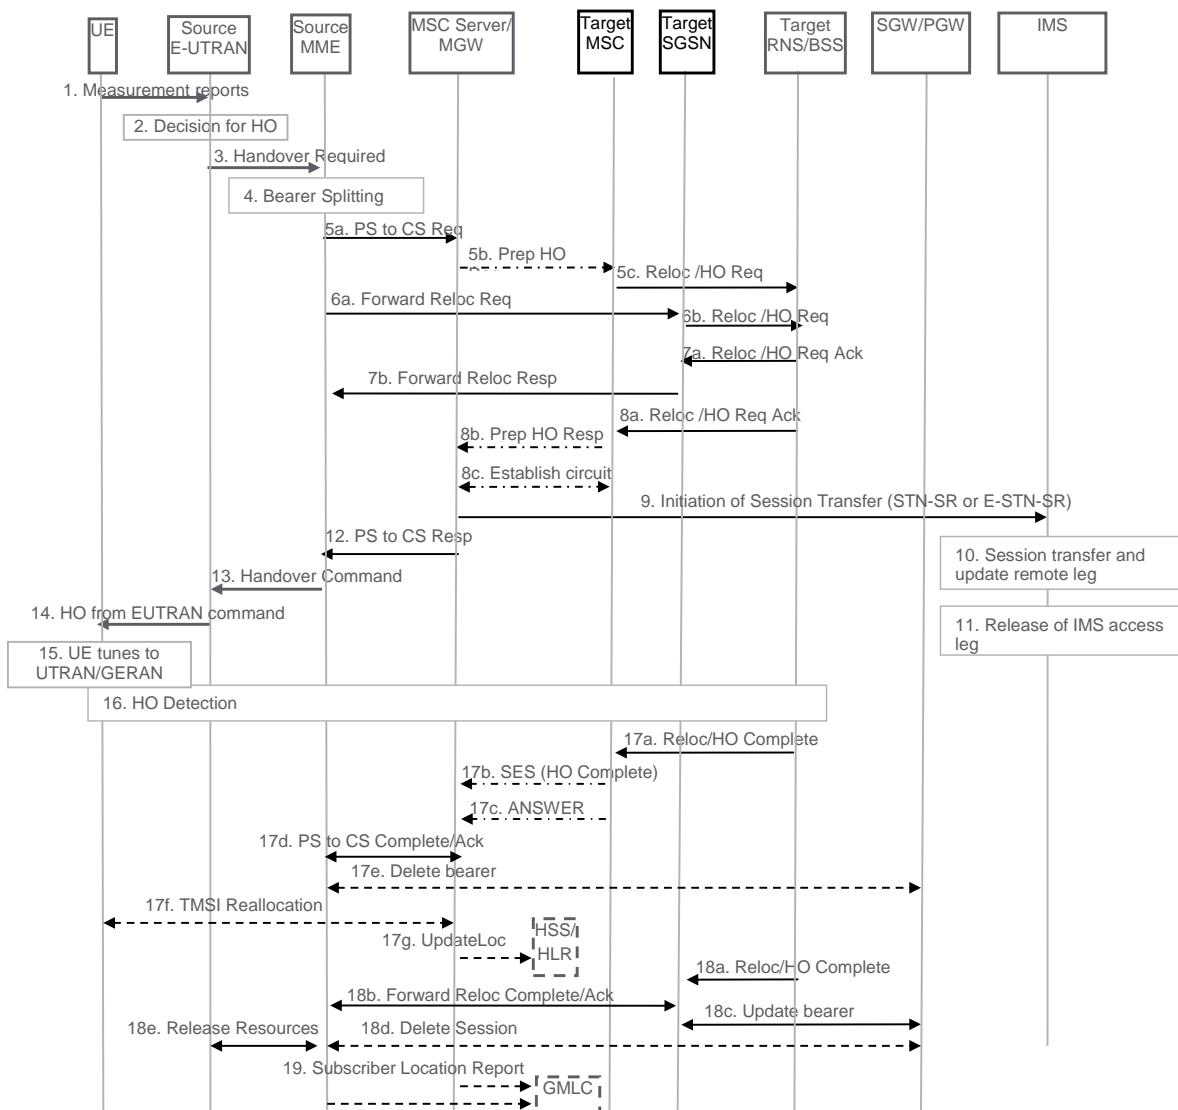 UE
Source
E-UTRAN
Source
MME
MSC Server/
MGW
Target
MSC
Target
SGSN
Target
RNS/BSS
SGW/PGW
IMS
1. Measurement reports
2. Decision for HO
3. Handover Required
4. Bearer Splitting
5a. PS to CS Req
5b. Prep HO
5c. Reloc /HO Req
6a. Forward Reloc Req
6b. Reloc /HO Req
7a. Reloc /HO Req Ack
7b. Forward Reloc Resp
8a. Reloc /HO Req Ack
8b. Prep HO Resp
8c. Establish circuit
9. Initiation of Session Transfer (STN-SR or E-STN-SR)
12. PS to CS Resp
10. Session transfer and
update remote leg
13. Handover Command
14. HO from EUTRAN command
11. Release of IMS access
leg
15. UE tunes to
UTRAN/GERAN
16. HO Detection
17a. Reloc/HO Complete
17b. SES (HO Complete)
17c. ANSWER
17d. PS to CS Complete/Ack
17e. Delete bearer
17f. TMSI Reallocation
17g. UpdateLoc
HSS/
HLR
18a. Reloc/HO Complete
18b. Forward Reloc Complete/Ack
18c. Update bearer
18e. Release Resources
18d. Delete Session
19. Subscriber Location Report
GMLC